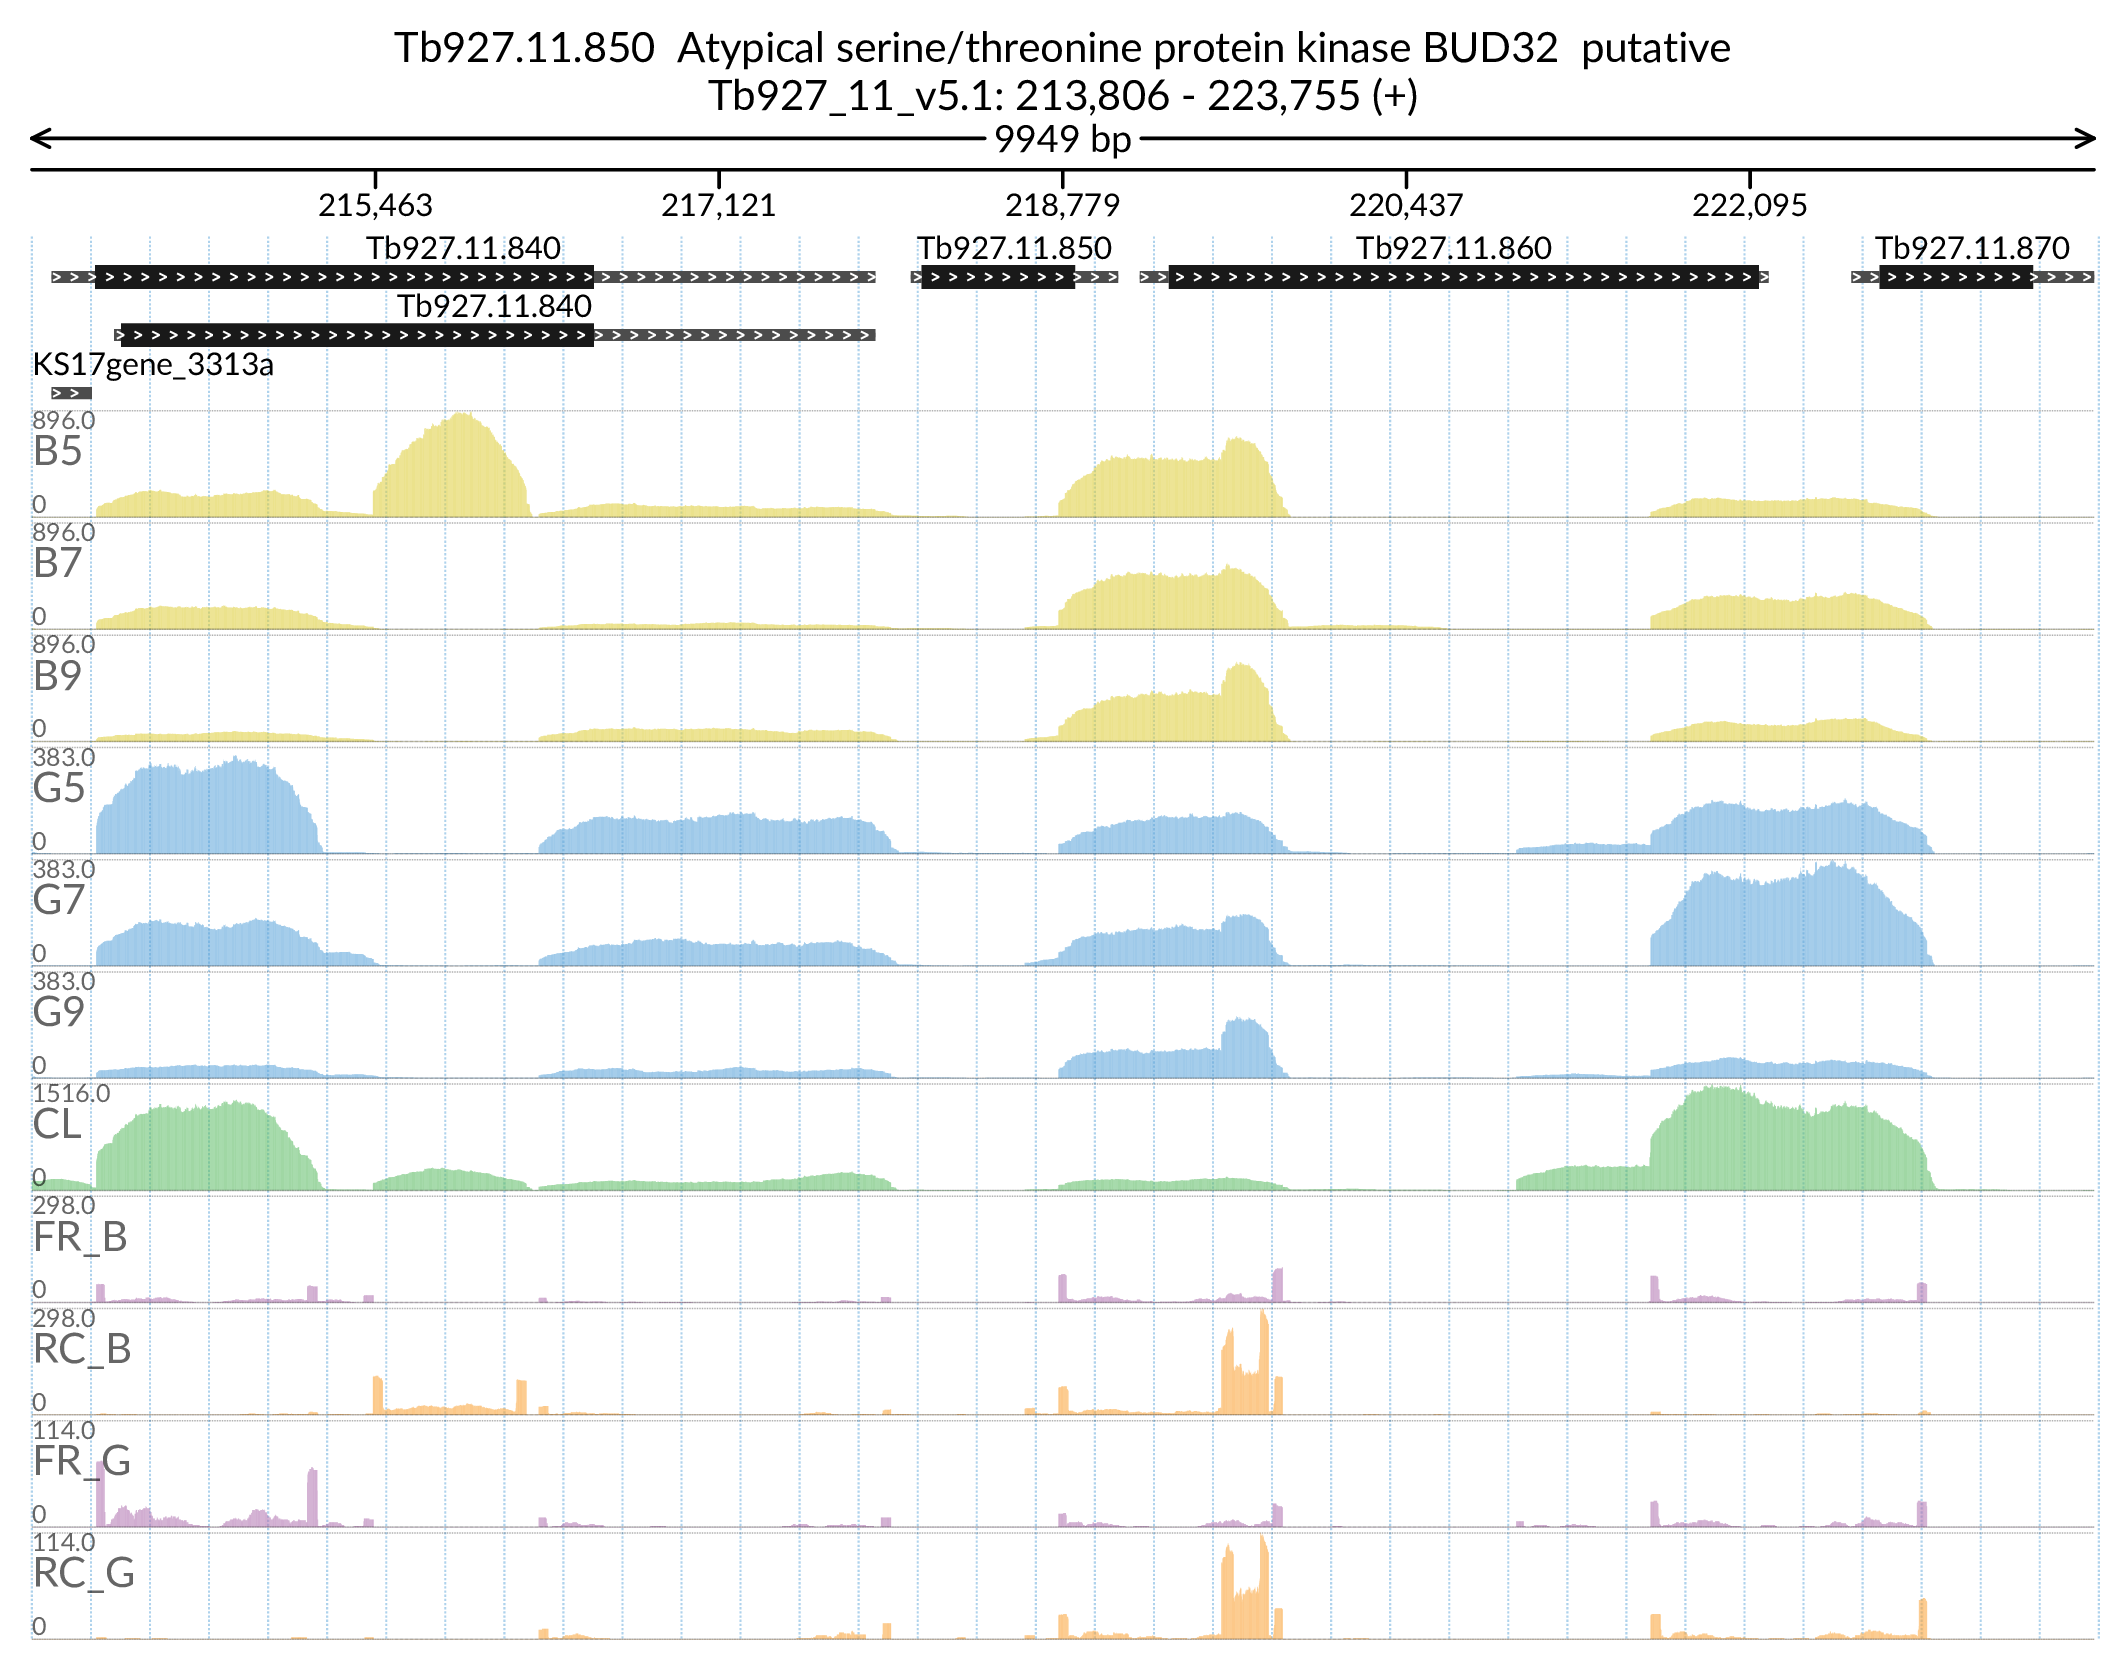 Tb927.11.850  Atypical serine/threonine protein kinase BUD32  putative
Tb927_11_v5.1: 213,806 - 223,755 (+)
9949 bp
215,463 217,121 218,779 220,437 222,095
Tb927.11.840 Tb927.11.850 Tb927.11.860 Tb927.11.870
Tb927.11.840
KS17gene_3313a
896.0
B5
0
896.0
B7
0
896.0
B9
0
383.0
G5
0
383.0
G7
0
383.0
G9
0
1516.0
CL
0
298.0
FR_B
0
298.0
RC_B
0
114.0
FR_G
0
114.0
RC_G
0